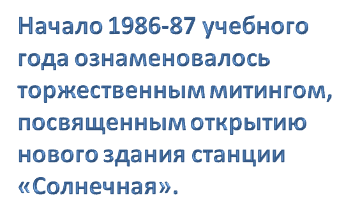 Начало 1986-87 учебного
года ознаменовалось
торжественным митингом,
посвященным открытию
нового здания станции
«Солнечная».